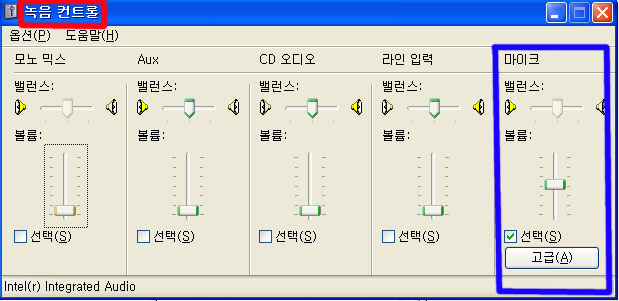 녹음 컨트롤
옵션(P) 도움말(H)
모노 믹스 Aux CD 오디오 라인 입력 마이크
밸런스: 밸런스: 밸런스: 밸런스: 밸런스:
볼륨: 볼륨: 볼륨: 볼륨: 볼륨:
선택(S) 선택(S) 선택(S) 선택(S) 선택(S)
고급(A)
Intel(r) Integrated Audio